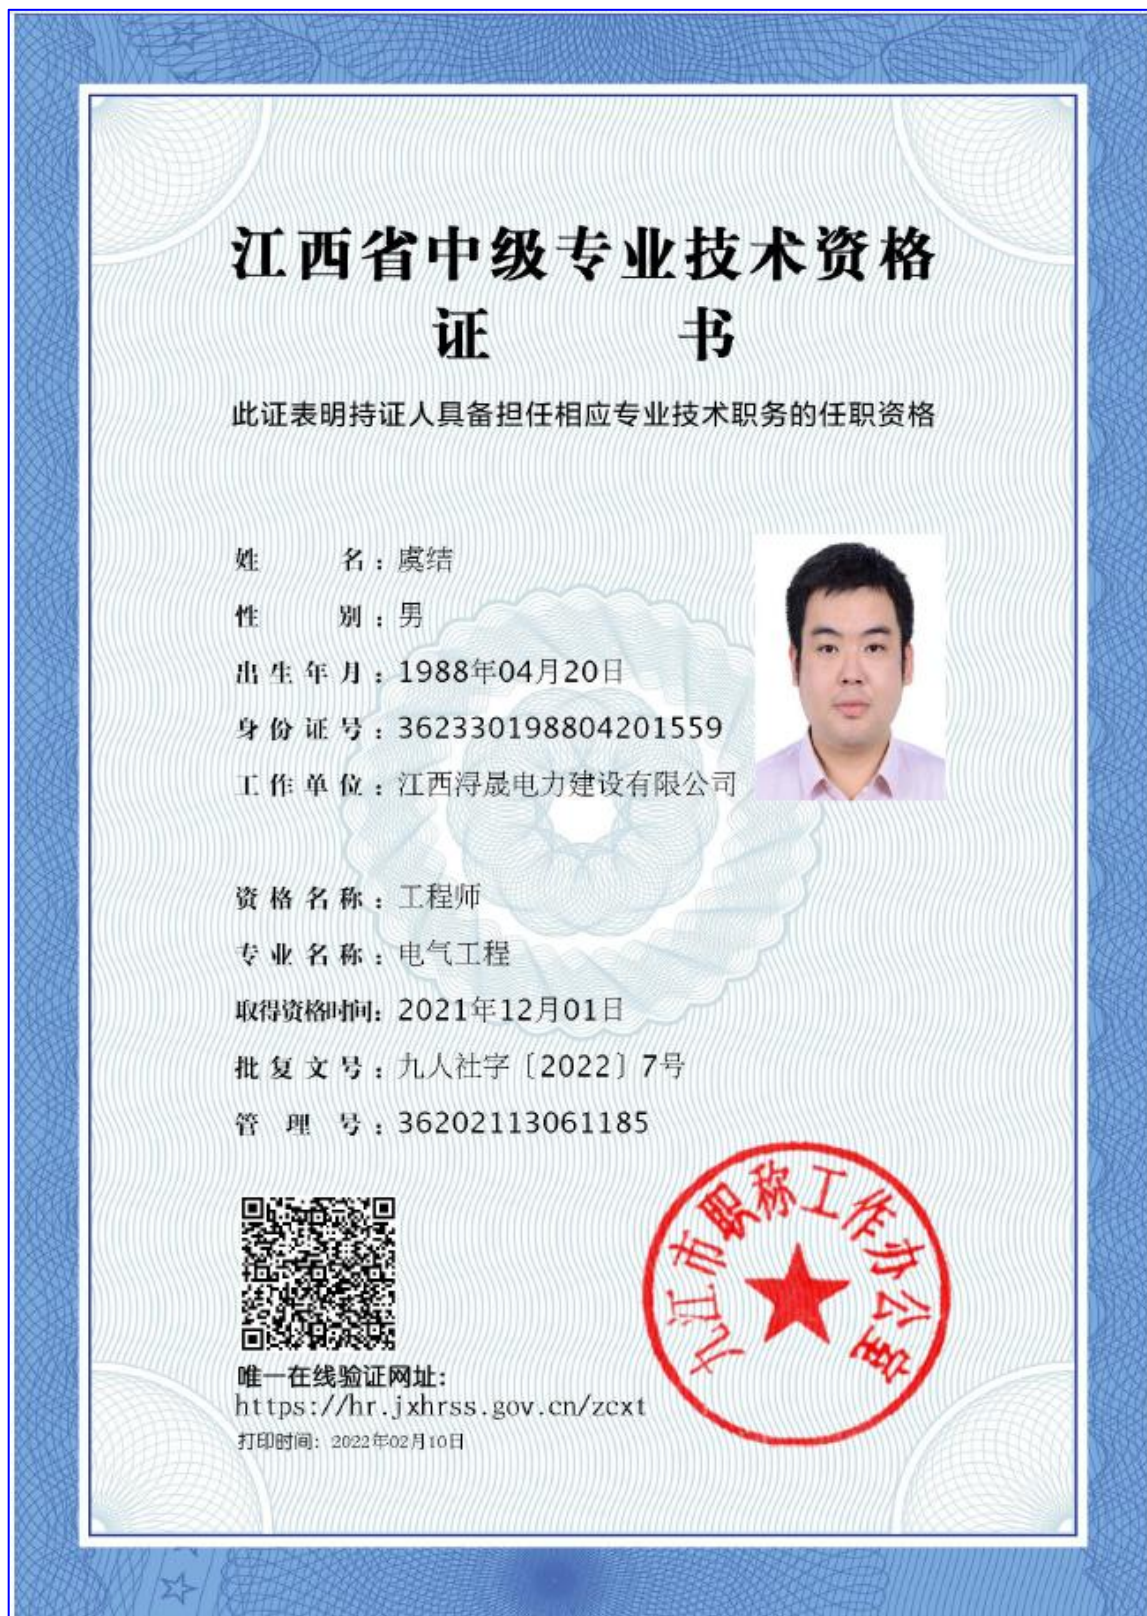 江西省中级专业技术资格
证 书
此证表明持证人具备担任相应专业技术职务的任职资格
姓 名：虞结
性 别：男
出生年月：1988年04月20日
身份证号：362330198804201559
工作单位：江西浔晟电力建设有限公司
资格名称：工程师
专业名称：电气工程
取得资格时间：2021年12月01日
批复文号：九人社字〔2022〕7号
管 理 号：36202113061185
九江市职称工作办公室
唯一在线验证网址：
https://hr.jxhrss.gov.cn/zcxt
打印时间：2022年02月10日